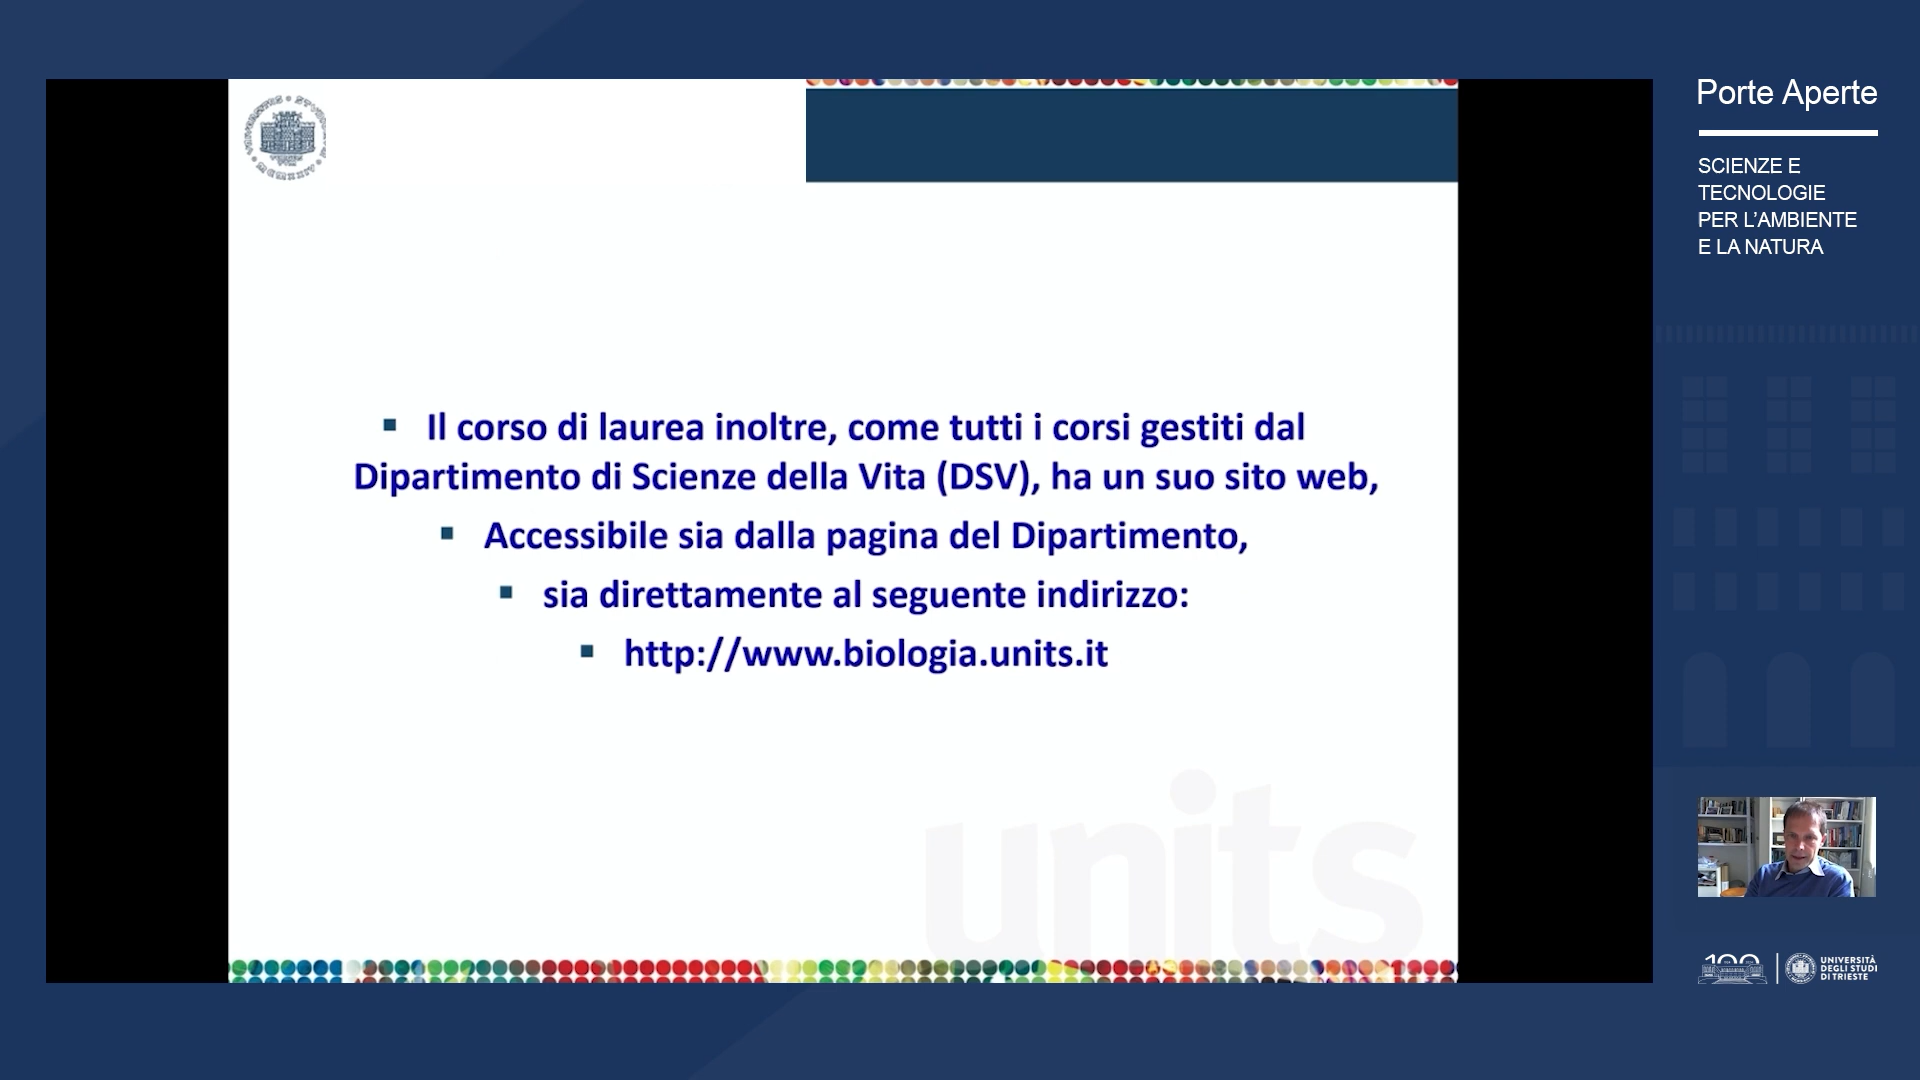 Porte Aperte
SCIENZE E
TECNOLOGIE
PER L’AMBIENTE
E LA NATURA
▪ Il corso di laurea inoltre, come tutti i corsi gestiti dal
Dipartimento di Scienze della Vita (DSV), ha un suo sito web,
▪ Accessibile sia dalla pagina del Dipartimento,
▪ sia direttamente al seguente indirizzo:
▪ http://www.biologia.units.it
units
100
UNIVERSITÀ
DEGLI STUDI
DI TRIESTE